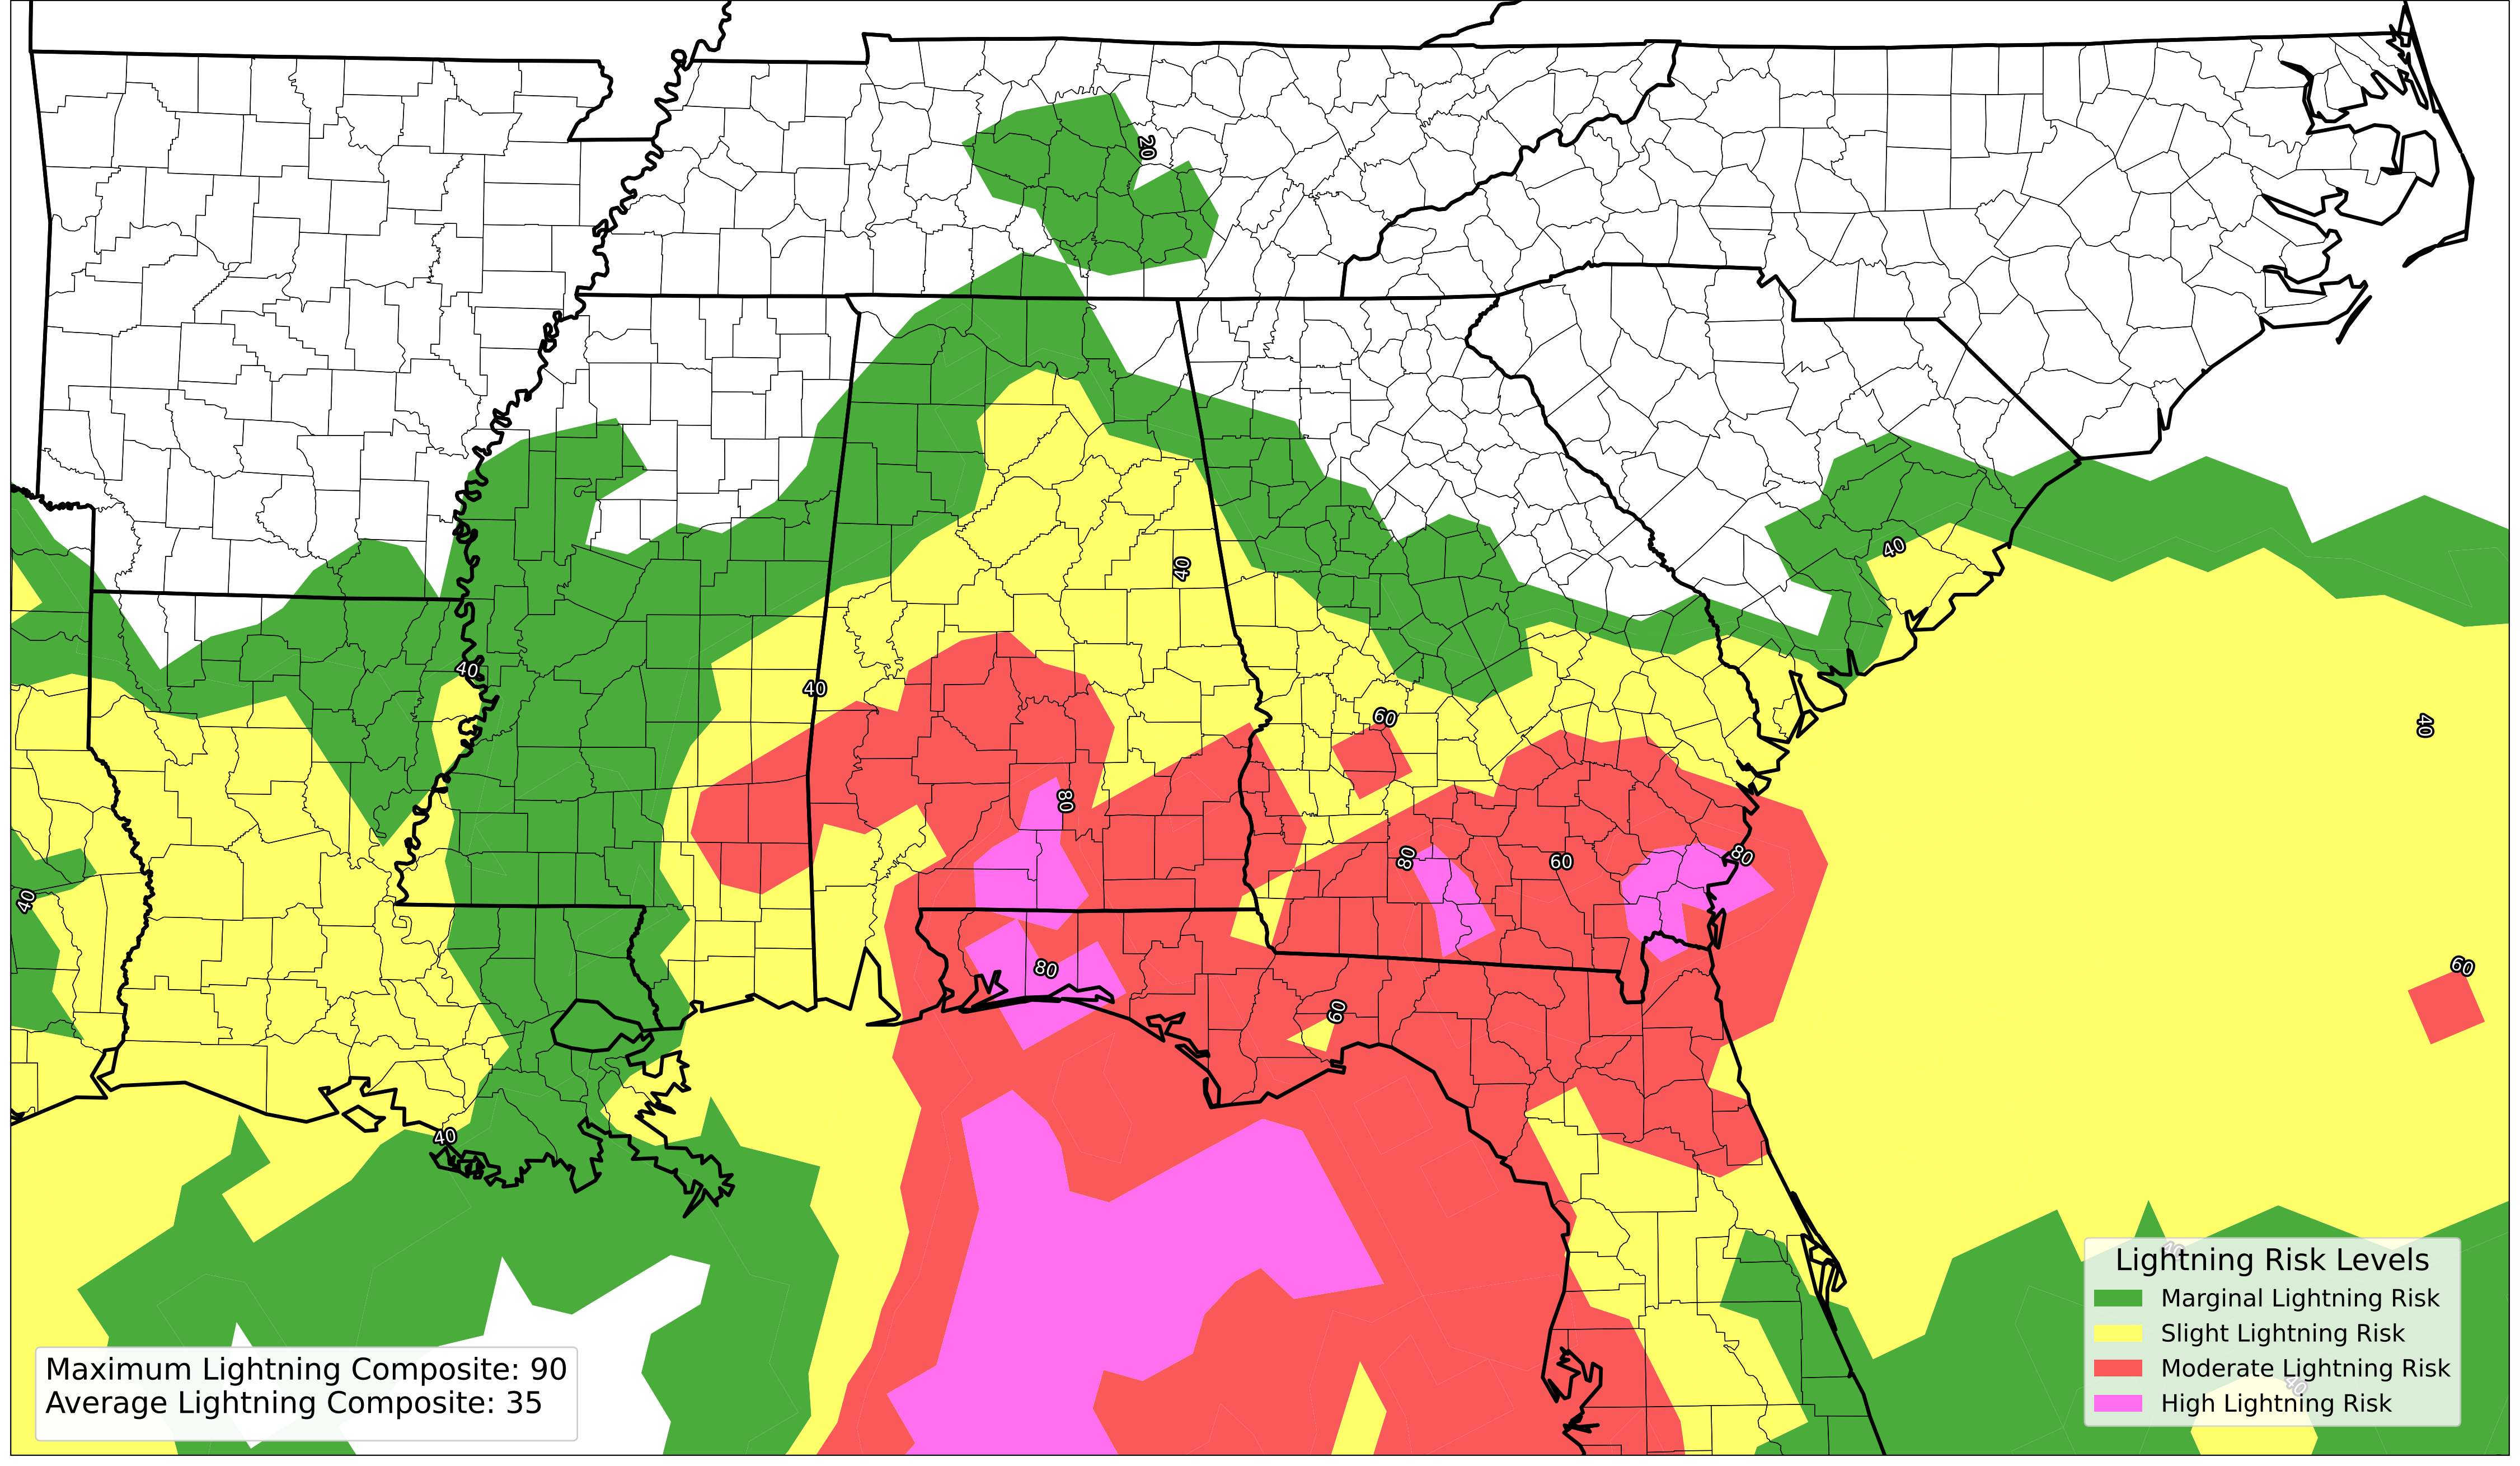 20
40
40
40
40
60
40
80
80
60
80
40
80
60
60
40
40
40
Lightning Risk Levels
Marginal Lightning Risk
Slight Lightning Risk
Moderate Lightning Risk
High Lightning Risk
Maximum Lightning Composite: 90
Average Lightning Composite: 35